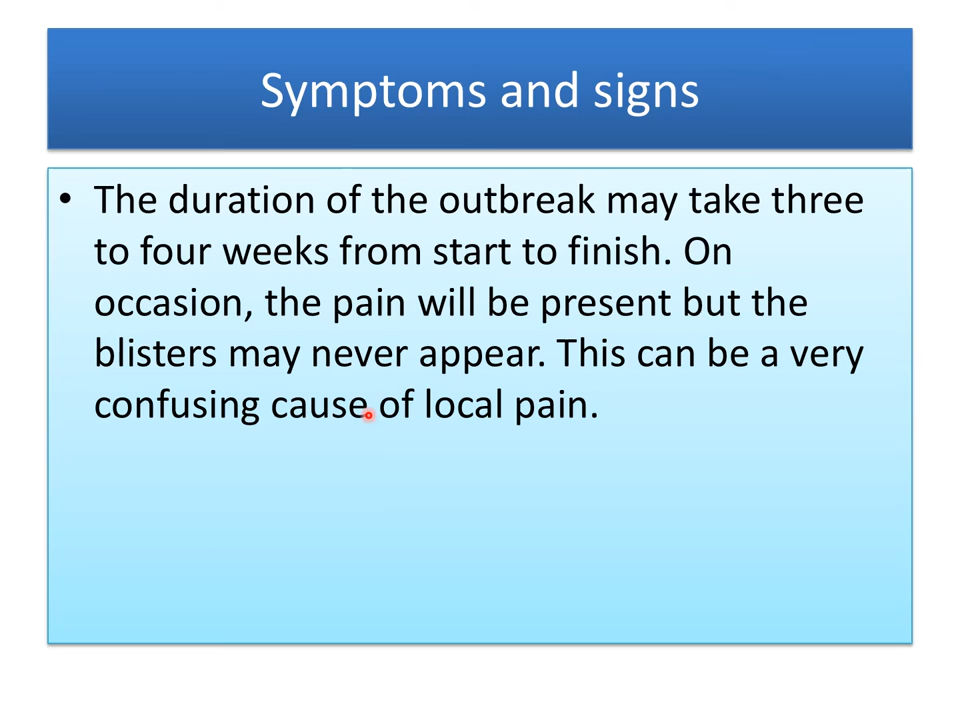 Symptoms and signs
• The duration of the outbreak may take three
to four weeks from start to finish. On
occasion, the pain will be present but the
blisters may never appear. This can be a very
confusing cause of local pain.